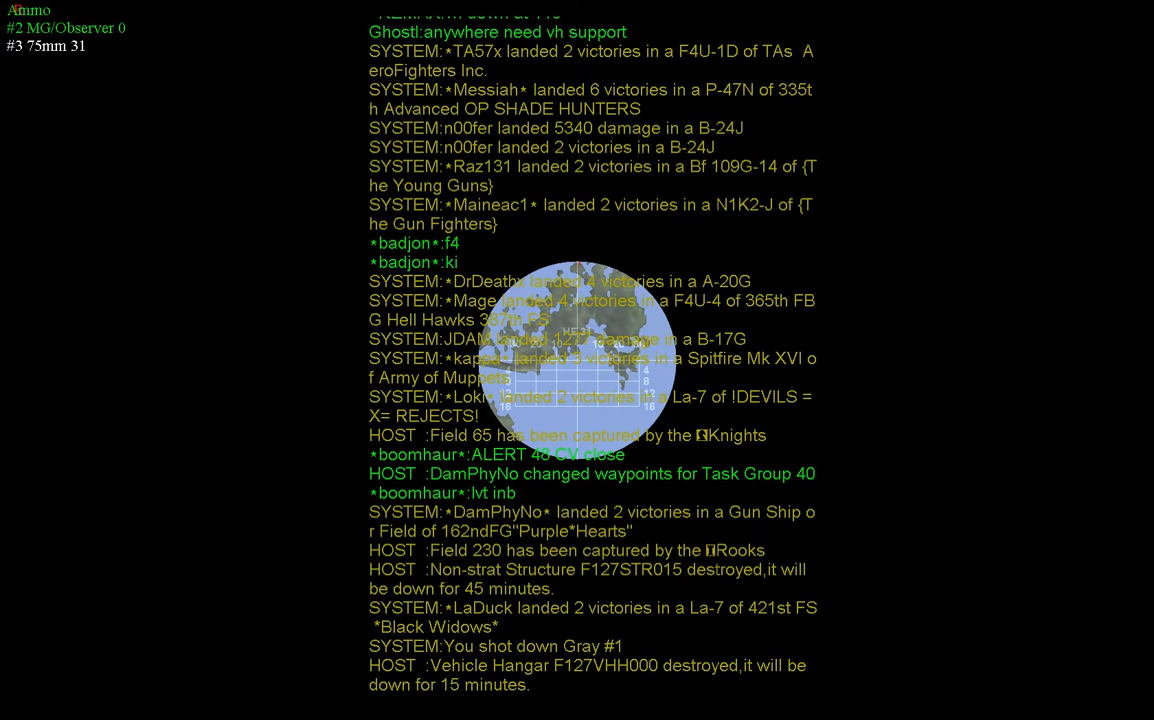 Ammo
#2 MG/Observer 0
#3 75mm 31
Ghostl:anywhere need vh support
SYSTEM:*TA57x landed 2 victories in a F4U-1D of TAs A
eroFighters Inc.
SYSTEM:*Messiah* landed 6 victories in a P-47N of 335t
h Advanced OP SHADE HUNTERS
SYSTEM:n00fer landed 5340 damage in a B-24J
SYSTEM:n00fer landed 2 victories in a B-24J
SYSTEM:*Raz131 landed 2 victories in a Bf 109G-14 of {T
he Young Guns}
SYSTEM:*Maineac1* landed 2 victories in a N1K2-J of {T
he Gun Fighters}
*badjon*:f4
*badjon*:ki
SYSTEM:*DrDeathx landed 4 victories in a A-20G
SYSTEM:*Mage landed 4 victories in a F4U-4 of 365th FB
G Hell Hawks 387th FS
SYSTEM:JDAM landed 1277 damage in a B-17G
SYSTEM:*kappa* landed 3 victories in a Spitfire Mk XVI o
f Army of Muppets
SYSTEM:*Loki* landed 2 victories in a La-7 of !DEVILS =
X= REJECTS!
HOST :Field 65 has been captured by the Knights
*boomhaur*:ALERT 48 CV close
HOST :DamPhyNo changed waypoints for Task Group 40
*boomhaur*:lvt inb
SYSTEM:*DamPhyNo* landed 2 victories in a Gun Ship o
r Field of 162ndFG"Purple*Hearts"
HOST :Field 230 has been captured by the Rooks
HOST :Non-strat Structure F127STR015 destroyed,it will
be down for 45 minutes.
SYSTEM:*LaDuck landed 2 victories in a La-7 of 421st FS
*Black Widows*
SYSTEM:You shot down Gray #1
HOST :Vehicle Hangar F127VHH000 destroyed,it will be
down for 15 minutes.